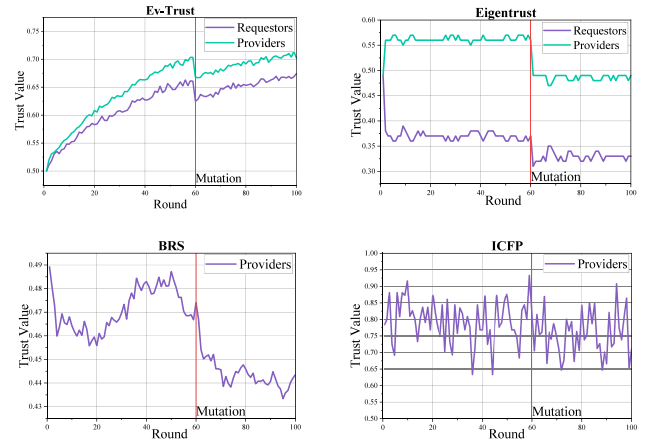 Ev-Trust
Requestors
Providers
0.75
0.70
0.65
0.60
0.55
0.50
Trust Value
0
20
40
60
80
100
Mutation
Round
Eigentrust
Requestors
Providers
0.60
0.55
0.50
0.45
0.40
0.35
0.30
Trust Value
0
20
40
60
80
100
Mutation
Round
BRS
Providers
0.49
0.48
0.47
0.46
0.45
0.44
0.43
Trust Value
0
20
40
60
80
100
Mutation
Round
ICFP
Providers
1.00
0.95
0.90
0.85
0.80
0.75
0.70
0.65
0.60
0.55
0.50
Trust Value
0
20
40
60
80
100
Mutation
Round